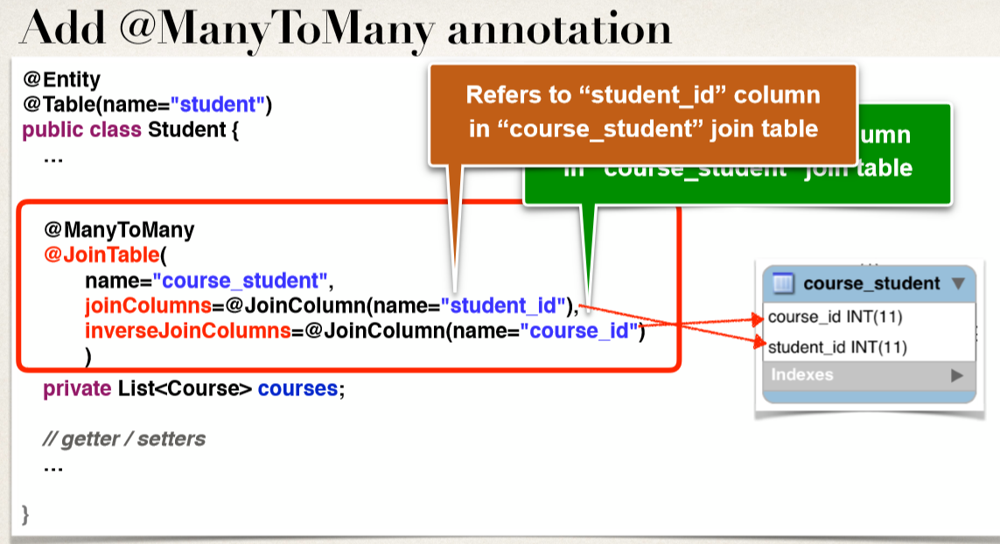 Add @ManyToMany annotation
@Entity
@Table(name="student")
public class Student {
...
Refers to “student_id” column
in “course_student” join table
umn
in "course_student" join table
@ManyToMany
@JoinTable(
name="course_student",
joinColumns=@JoinColumn(name="student_id"),
inverseJoinColumns=@JoinColumn(name="course_id")
)
private List<Course> courses;
// getter / setters
...
}
course_student
course_id INT(11)
student_id INT(11)
Indexes